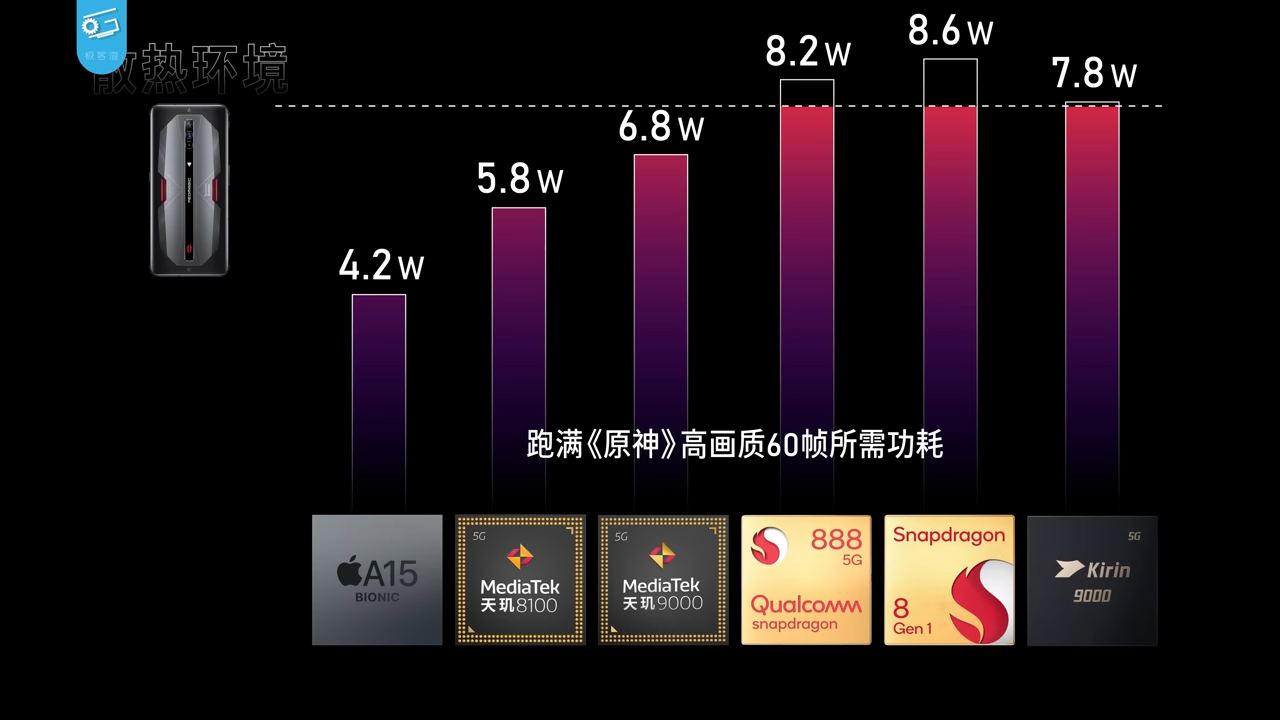 极客湾
散热环境
8.6W
8.2W
7.8W
6.8W
5.8W
4.2W
REDMAGIC
跑满《原神》高画质60帧所需功耗
A15
BIONIC
5G
MediaTek
天玑8100
5G
MediaTek
天玑9000
888
5G
Qualcomm
snapdragon
Snapdragon
8
Gen 1
5G
Kirin
9000